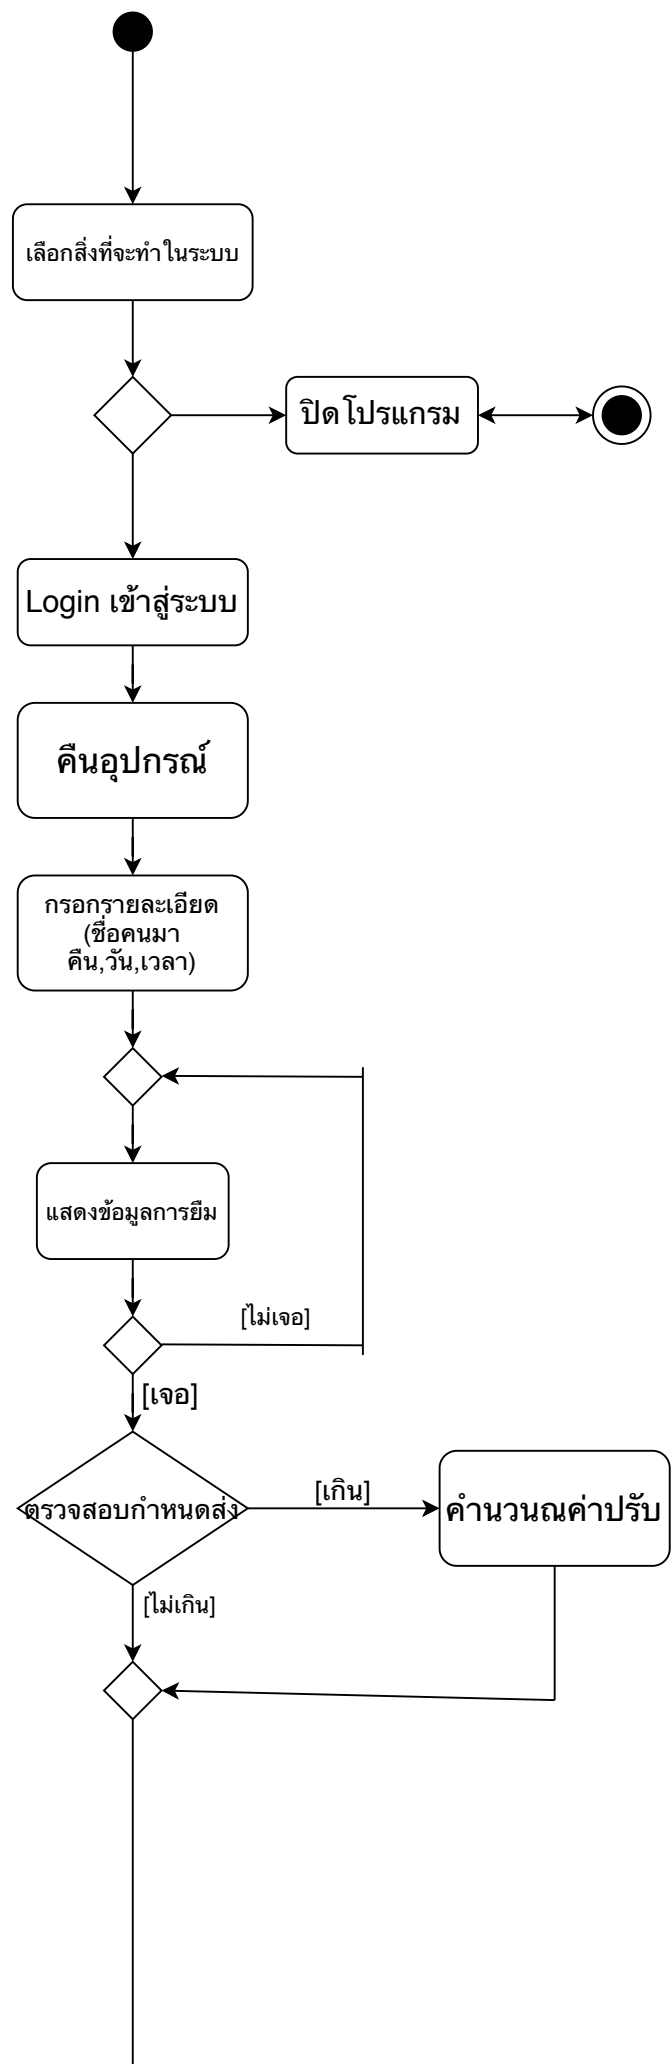 เลือกสิ่งที่จะทำในระบบ
ปิดโปรแกรม
Login เข้าสู่ระบบ
คืนอุปกรณ์
กรอกรายละเอียด
(ชื่อคนมา
คืน,วัน,เวลา)
แสดงข้อมูลการยืม
[ไม่เจอ]
[เจอ]
ตรวจสอบกำหนดส่ง
[เกิน]
คำนวนณค่าปรับ
[ไม่เกิน]